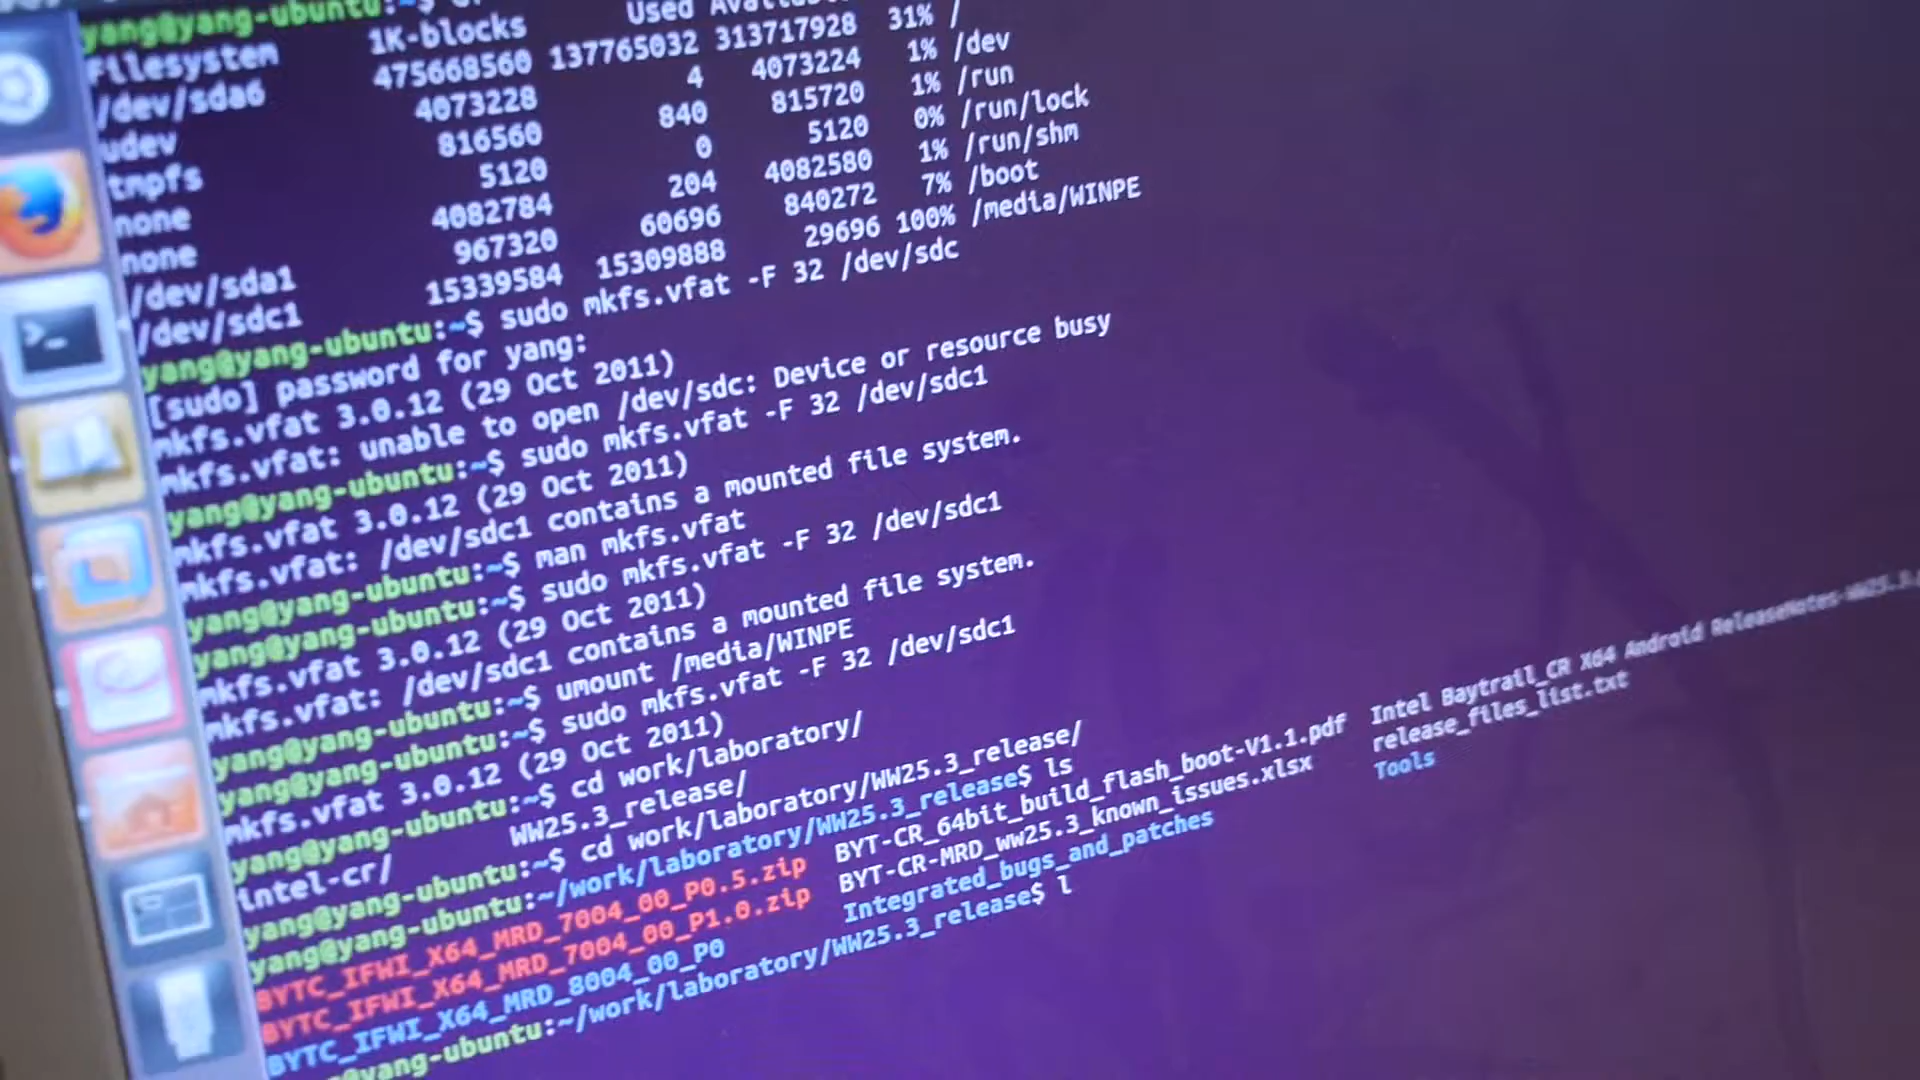 yang@yang-ubuntu:~$
Filesystem 1K-blocks Used
/dev/sda6 475668560 137765032 313717928 31% /
udev 4073228 4 4073224 1% /dev
tmpfs 816560 840 815720 1% /run
none 5120 0 5120 0% /run/lock
none 4082784 204 4082580 1% /run/shm
/dev/sda1 967320 60696 840272 7% /boot
/dev/sdc1 15339584 15309888 29696 100% /media/WINPE
yang@yang-ubuntu:~$ sudo mkfs.vfat -F 32 /dev/sdc
[sudo] password for yang:
mkfs.vfat 3.0.12 (29 Oct 2011)
mkfs.vfat: unable to open /dev/sdc: Device or resource busy
yang@yang-ubuntu:~$ sudo mkfs.vfat -F 32 /dev/sdc1
mkfs.vfat 3.0.12 (29 Oct 2011)
mkfs.vfat: /dev/sdc1 contains a mounted file system.
yang@yang-ubuntu:~$ man mkfs.vfat
yang@yang-ubuntu:~$ sudo mkfs.vfat -F 32 /dev/sdc1
mkfs.vfat 3.0.12 (29 Oct 2011)
mkfs.vfat: /dev/sdc1 contains a mounted file system.
yang@yang-ubuntu:~$ umount /media/WINPE
yang@yang-ubuntu:~$ sudo mkfs.vfat -F 32 /dev/sdc1
mkfs.vfat 3.0.12 (29 Oct 2011)
yang@yang-ubuntu:~$ cd work/laboratory/
intel-cr/ WW25.3_release/
yang@yang-ubuntu:~$ cd work/laboratory/WW25.3_release/
yang@yang-ubuntu:~/work/laboratory/WW25.3_release$ ls
BYTC_IFWI_X64_MRD_7004_00_P0.5.zip BYT-CR_64bit_build_flash_boot-V1.1.pdf Intel Baytrail_CR X64 Android ReleaseNotes-WW25.3
BYTC_IFWI_X64_MRD_7004_00_P1.0.zip BYT-CR-MRD_ww25.3_known_issues.xlsx release_files_list.txt
BYTC_IFWI_X64_MRD_8004_00_P0 Integrated_bugs_and_patches Tools
@yang-ubuntu:~/work/laboratory/WW25.3_release$ l